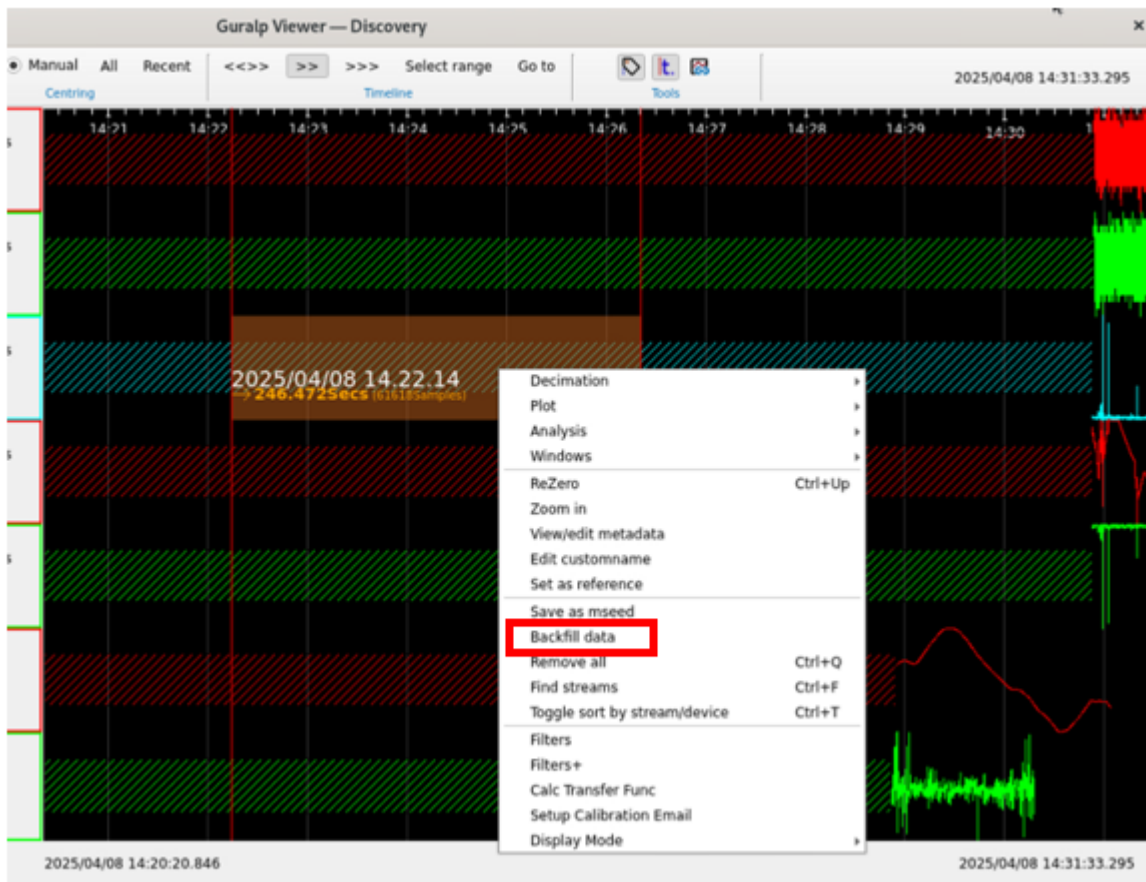 Guralp Viewer — Discovery
Manual All Recent <<>> >> >>> Select range Go to t. 2025/04/08 14:31:33.295
Centring Timeline Tools
14:21 14:22 14:23 14:24 14:25 14:26 14:27 14:28 14:29 14:30
2025/04/08 14.22.14
→ 246.472Secs (61618Samples)
Decimation
Plot
Analysis
Windows
ReZero Ctrl+Up
Zoom in
View/edit metadata
Edit customname
Set as reference
Save as mseed
Backfill data
Remove all Ctrl+Q
Find streams Ctrl+F
Toggle sort by stream/device Ctrl+T
Filters
Filters+
Calc Transfer Func
Setup Calibration Email
Display Mode
2025/04/08 14:20:20.846 2025/04/08 14:31:33.295